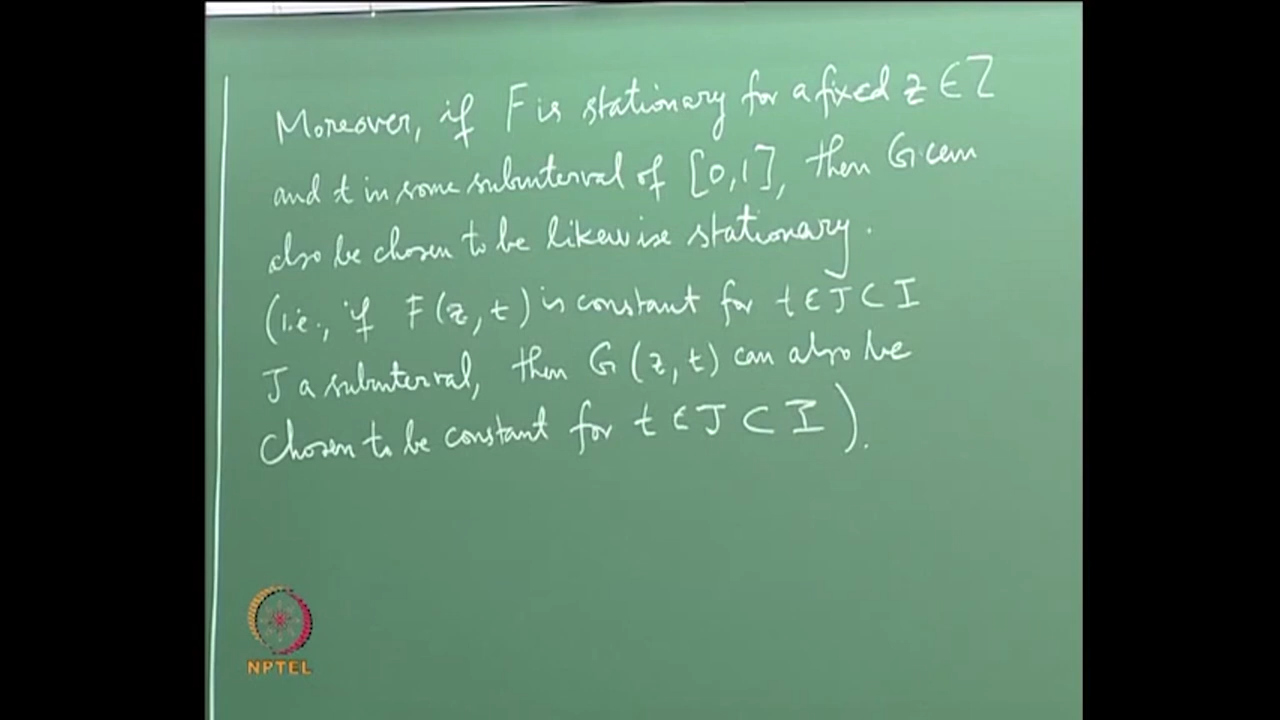 Moreover, if F is stationary for a fixed z ∈ Z
and t in some subinterval of [0,1], then G can
also be chosen to be likewise stationary.
(i.e., if F(z,t) is constant for t ∈ J ⊂ I
J a subinterval, then G(z,t) can also be
chosen to be constant for t ∈ J ⊂ I).
NPTEL